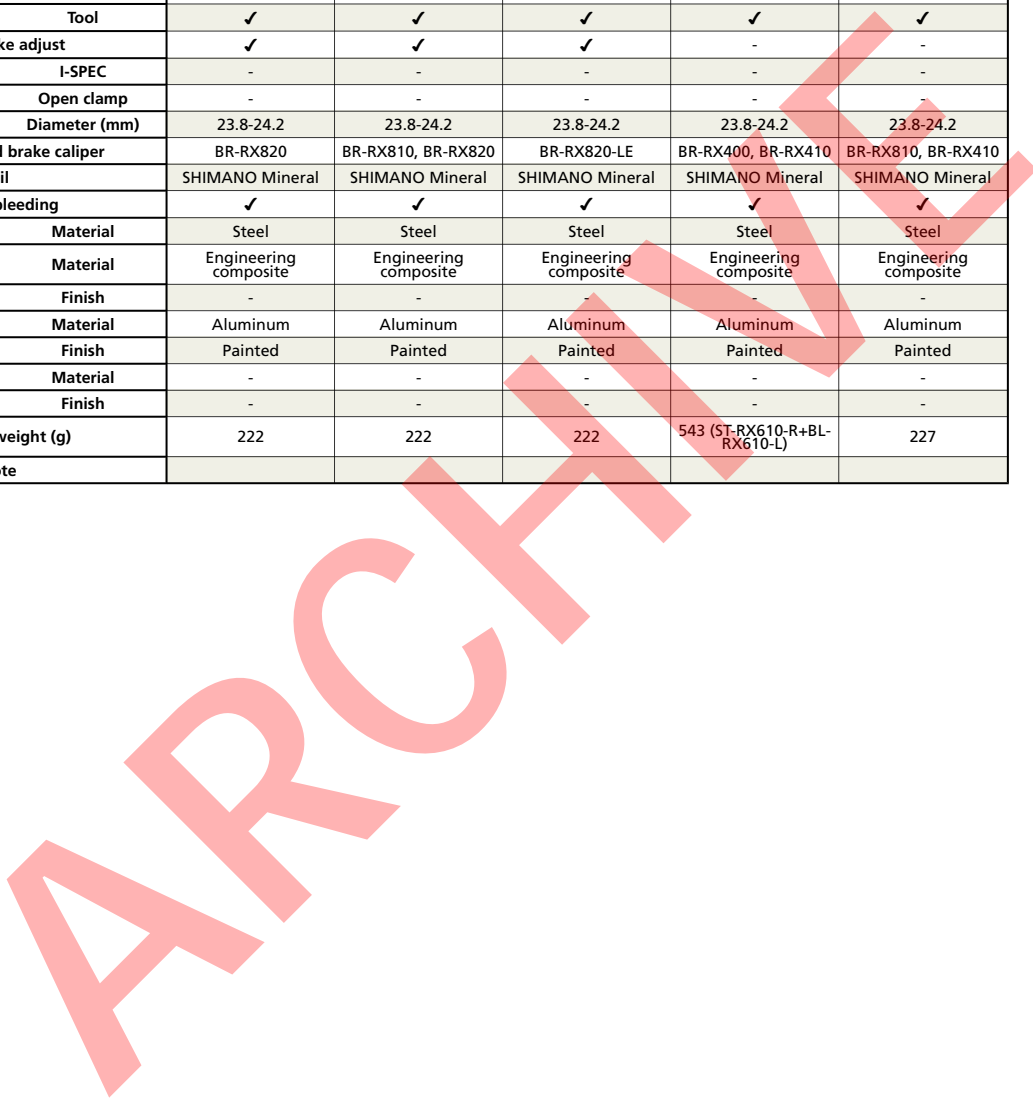 Tool ✓ ✓ ✓ ✓ ✓
ke adjust ✓ ✓ ✓ - -
I-SPEC - - - - -
Open clamp - - - - -
Diameter (mm) 23.8-24.2 23.8-24.2 23.8-24.2 23.8-24.2 23.8-24.2
brake caliper BR-RX820 BR-RX810, BR-RX820 BR-RX820-LE BR-RX400, BR-RX410 BR-RX810, BR-RX410
il SHIMANO Mineral SHIMANO Mineral SHIMANO Mineral SHIMANO Mineral SHIMANO Mineral
bleeding ✓ ✓ ✓ ✓ ✓
Material Steel Steel Steel Steel Steel
Material Engineering composite Engineering composite Engineering composite Engineering composite Engineering composite
Finish - - - - -
Material Aluminum Aluminum Aluminum Aluminum Aluminum
Finish Painted Painted Painted Painted Painted
Material - - - - -
Finish - - - - -
weight (g) 222 222 222 543 (ST-RX610-R+BL-RX610-L) 227
ote
ARCHIVE